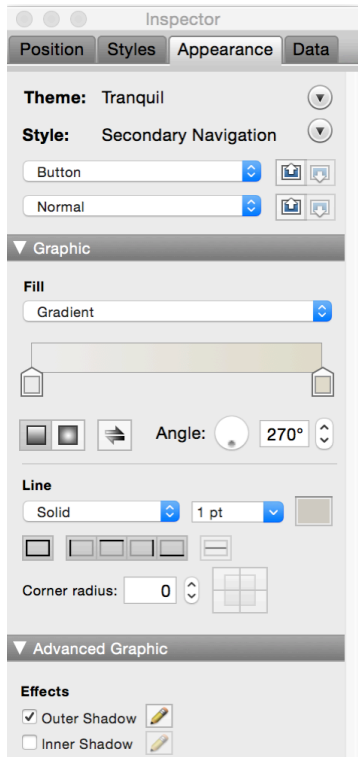 Inspector
Position Styles Appearance Data
Theme: Tranquil
Style: Secondary Navigation
Button
Normal
Graphic
Fill
Gradient
Angle: 270°
Line
Solid 1 pt
Corner radius: 0
Advanced Graphic
Effects
Outer Shadow
Inner Shadow